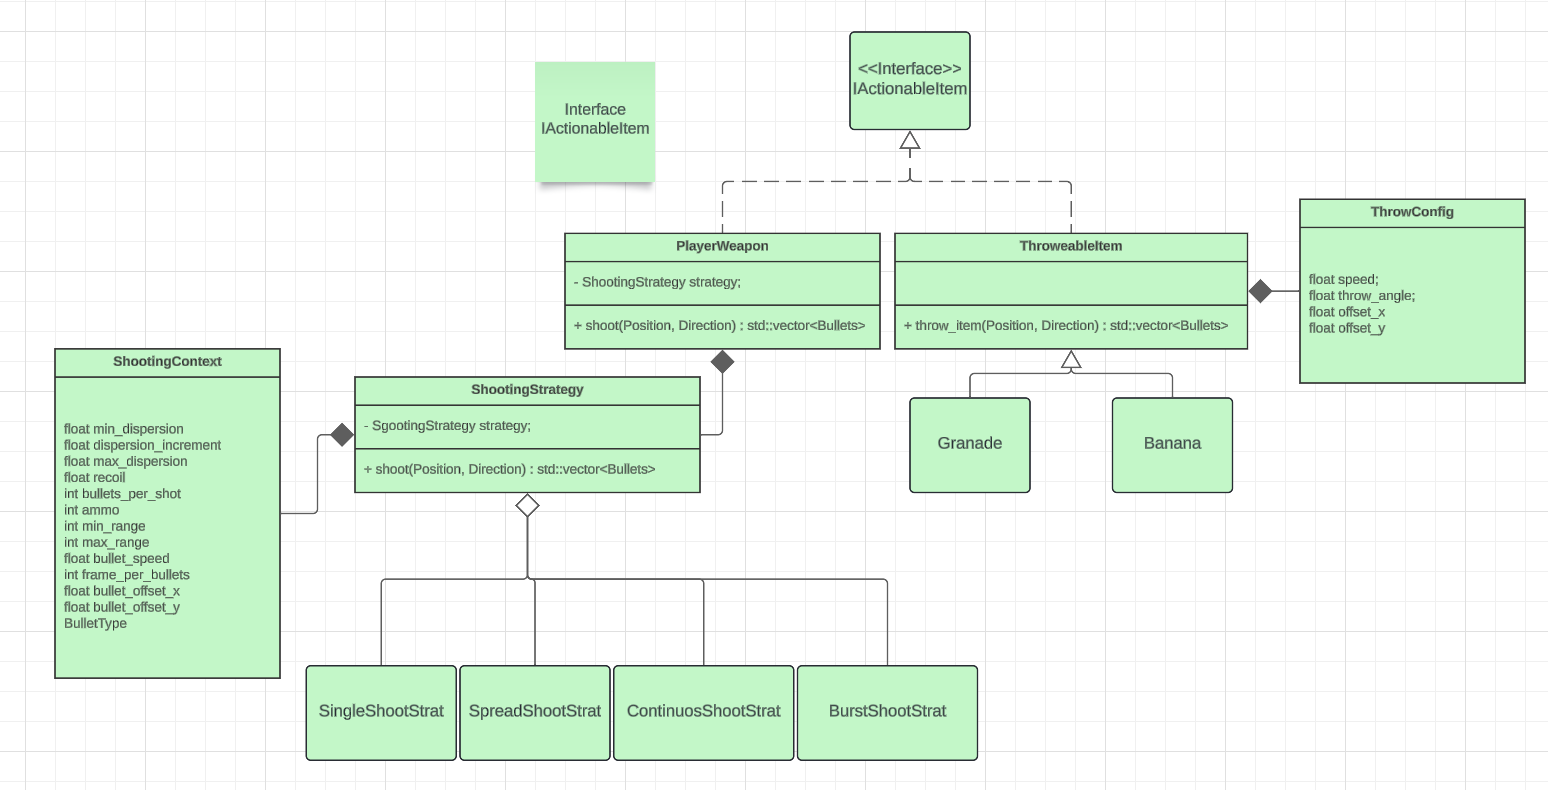 <<Interface>>
IActionableItem
Interface
IActionableItem
PlayerWeapon
- ShootingStrategy strategy;
+ shoot(Position, Direction) : std::vector<Bullets>
ThroweableItem
+ throw_item(Position, Direction) : std::vector<Bullets>
ThrowConfig
float speed;
float throw_angle;
float offset_x
float offset_y
ShootingContext
float min_dispersion
float dispersion_increment
float max_dispersion
float recoil
int bullets_per_shot
int ammo
int min_range
int max_range
float bullet_speed
int frame_per_bullets
float bullet_offset_x
float bullet_offset_y
BulletType
ShootingStrategy
- SgootingStrategy strategy;
+ shoot(Position, Direction) : std::vector<Bullets>
Granade
Banana
SingleShootStrat
SpreadShootStrat
ContinuosShootStrat
BurstShootStrat